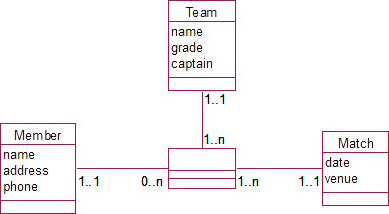 Team
name
grade
captain
1..1
1..n
Member
name
address
phone
1..1
0..n
1..n
1..1
Match
date
venue